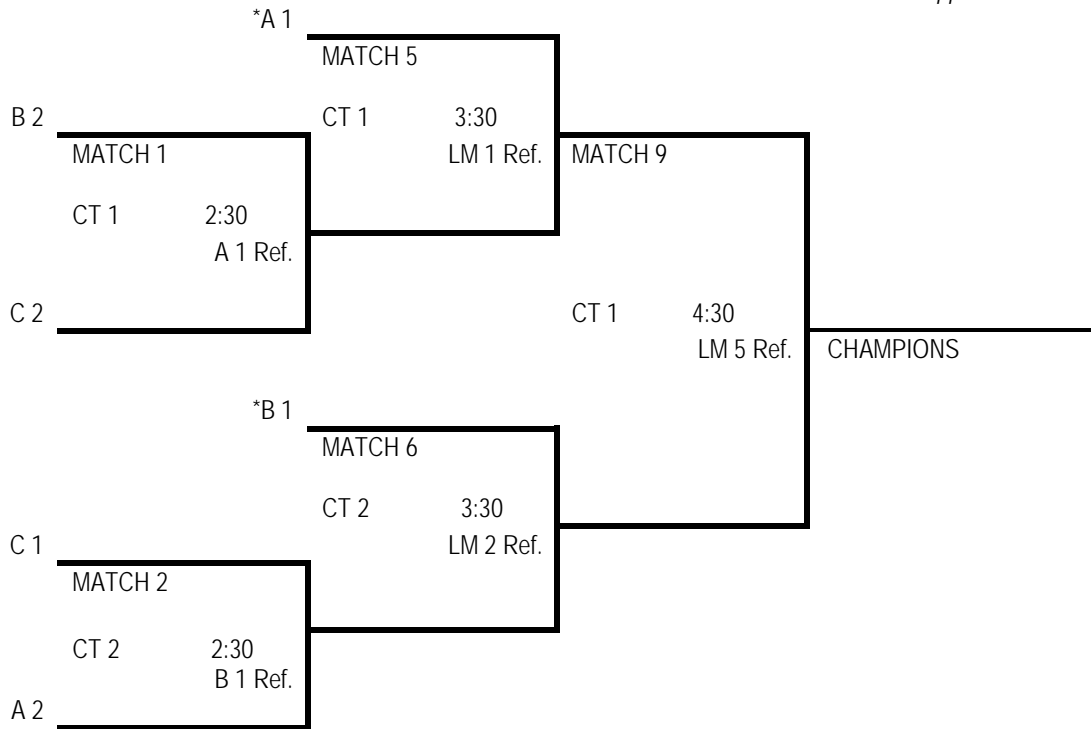 *A 1
MATCH 5
B 2
CT 1 3:30
MATCH 1
LM 1 Ref.
MATCH 9
CT 1 2:30
A 1 Ref.
C 2
CT 1 4:30
LM 5 Ref.
CHAMPIONS
*B 1
MATCH 6
CT 2 3:30
C 1
LM 2 Ref.
MATCH 2
CT 2 2:30
B 1 Ref.
A 2